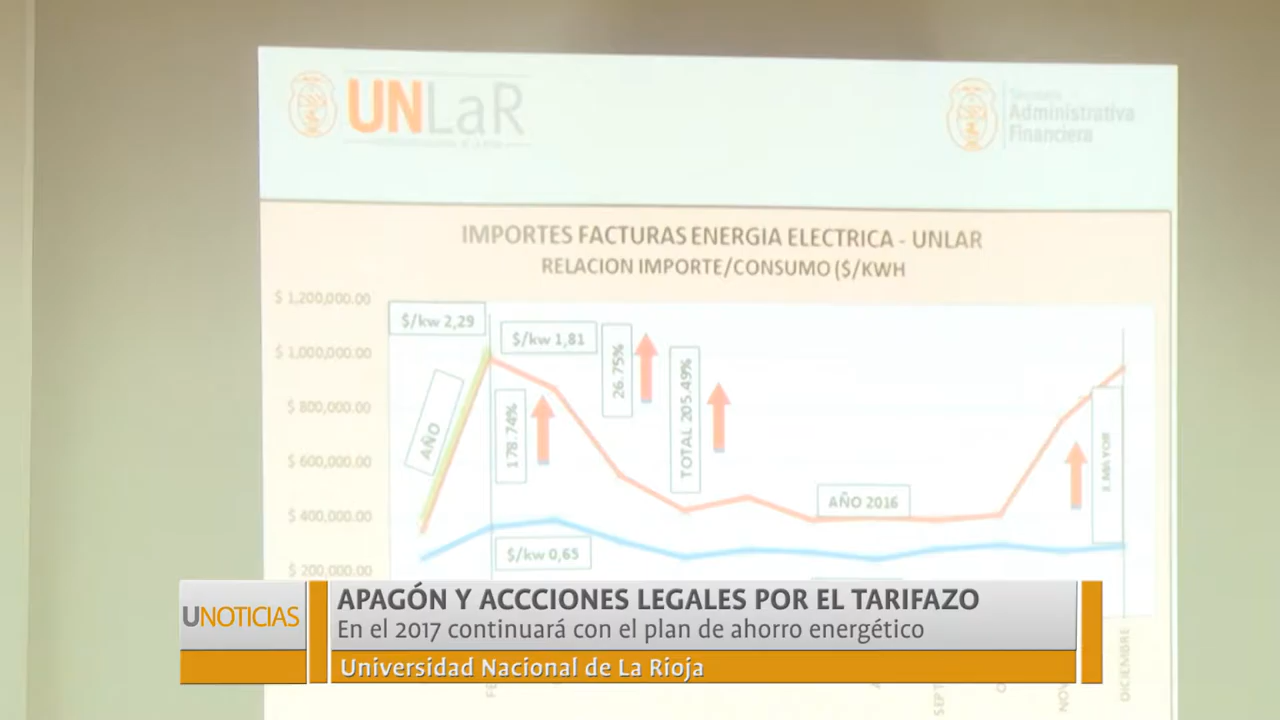 UNLaR
Administrativa
Financiera
IMPORTES FACTURAS ENERGIA ELECTRICA - UNLAR
RELACION IMPORTE/CONSUMO ($/KWH
$ 1,200,000.00
$ 1,000,000.00
$ 800,000.00
$ 600,000.00
$ 400,000.00
$ 200,000.00
$/kw 2,29
$/kw 1,81
26.75%
TOTAL 205.49%
178.74%
AÑO
AÑO 2016
$/kw 0,65
DICIEMBRE
UNOTICIAS
APAGÓN Y ACCCIONES LEGALES POR EL TARIFAZO
En el 2017 continuará con el plan de ahorro energético
Universidad Nacional de La Rioja